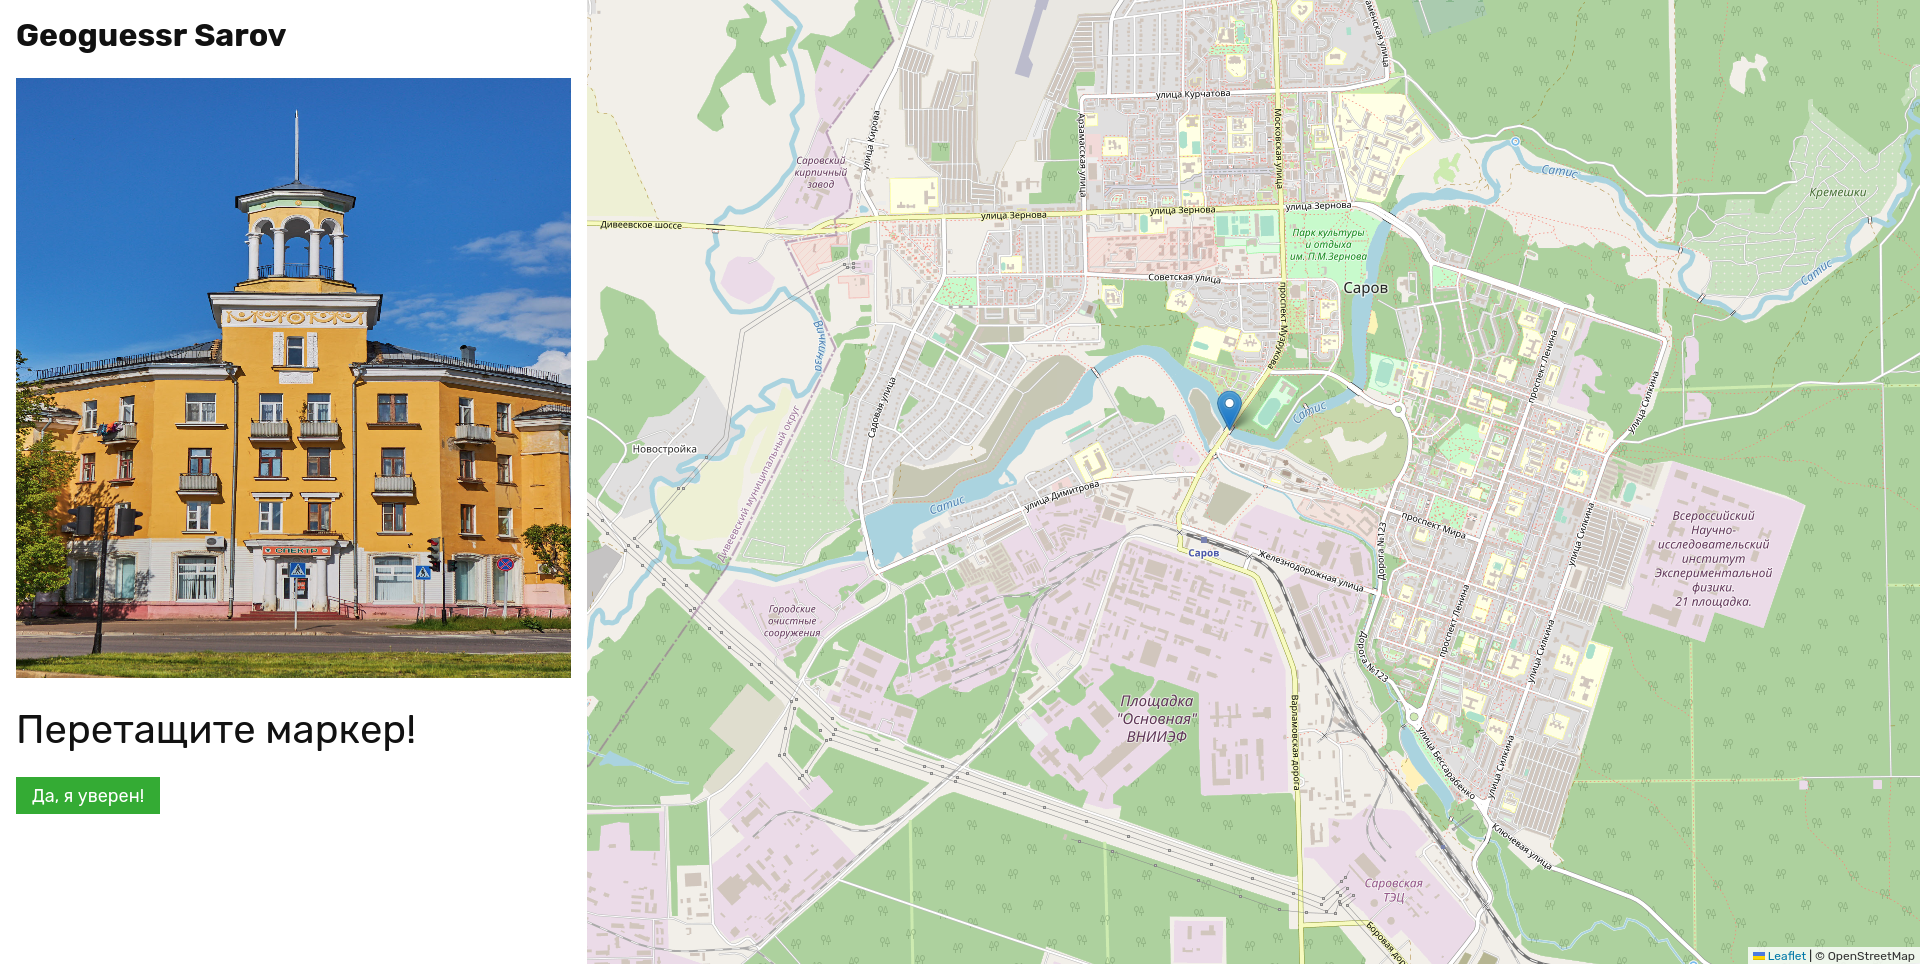 Geoguessr Sarov
СПЕКТР
Перетащите маркер!
Да, я уверен!
улица Курчатова
Арзамасская улица
Московская улица
улица Кирова
Саровский
кирпичный
завод
Дивеевское шоссе
улица Зернова
улица Зернова
улица Зернова
Парк культуры
и отдыха
им. П.М.Зернова
Советская улица
Саров
проспект Музрукова
Сатис
Кремешки
Сатис
Вичкинза
Садовая улица
Новостройка
Дивеевский муниципальный округ
Сатис
Сатис
улица Димитрова
Саров
Железнодорожная улица
проспект Ленина
улица Силкина
проспект Мира
Дорога №123
улица Силкина
Всероссийский
Научно-
исследовательский
институт
Экспериментальной
физики.
21 площадка.
Городские
очистные
сооружения
Дорога №123
проспект Ленина
улица Силкина
Площадка
"Основная"
ВНИИЭФ
Варламовская дорога
улица Бессарабенко
улица Силкина
Ключевая улица
Саровская
ТЭЦ
Боровая дор
Leaflet | © OpenStreetMap